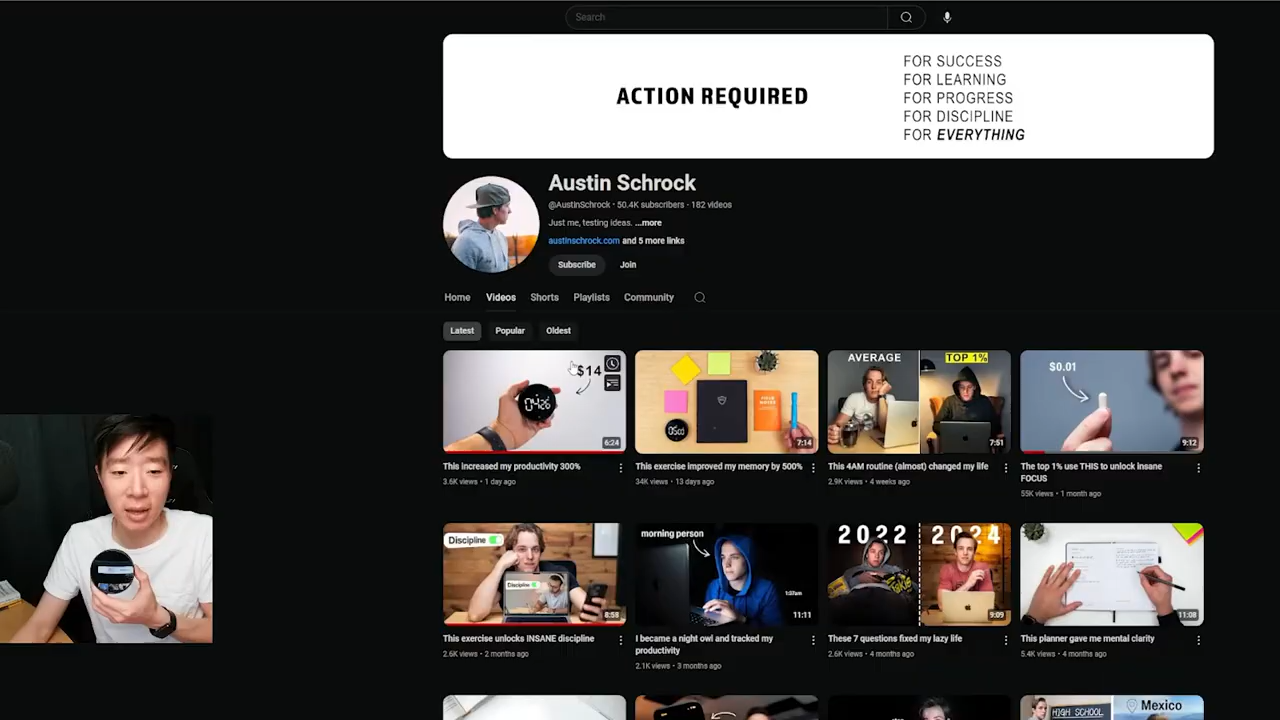 Search
ACTION REQUIRED
FOR SUCCESS
FOR LEARNING
FOR PROGRESS
FOR DISCIPLINE
FOR EVERYTHING
Austin Schrock
@AustinSchrock · 50.4K subscribers · 182 videos
Just me, testing ideas. ...more
austinschrock.com and 5 more links
Subscribe Join
Home Videos Shorts Playlists Community
Latest Popular Oldest
$14
6:24
This increased my productivity 300%
3.6K views · 1 day ago
7:14
This exercise improved my memory by 500%
34K views · 13 days ago
AVERAGE TOP 1%
7:51
This 4AM routine (almost) changed my life
2.9K views · 4 weeks ago
$0.01
9:12
The top 1% use THIS to unlock insane
FOCUS
55K views · 1 month ago
Discipline
Discipline
8:58
This exercise unlocks INSANE discipline
2.6K views · 2 months ago
morning person
1:37am
11:11
I became a night owl and tracked my
productivity
2.1K views · 3 months ago
2022 2024
9:09
These 7 questions fixed my lazy life
2.6K views · 4 months ago
11:08
This planner gave me mental clarity
5.4K views · 4 months ago
HIGH SCHOOL
Mexico